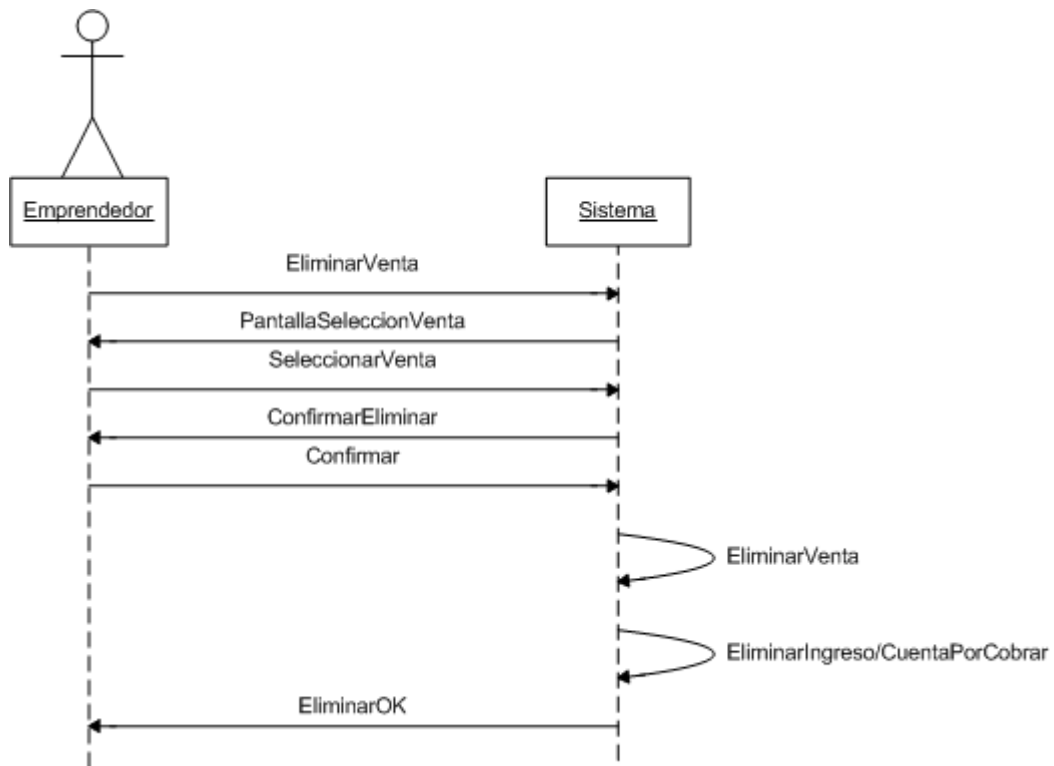 Emprendedor
Sistema
EliminarVenta
PantallaSeleccionVenta
SeleccionarVenta
ConfirmarEliminar
Confirmar
EliminarVenta
EliminarIngreso/CuentaPorCobrar
EliminarOK